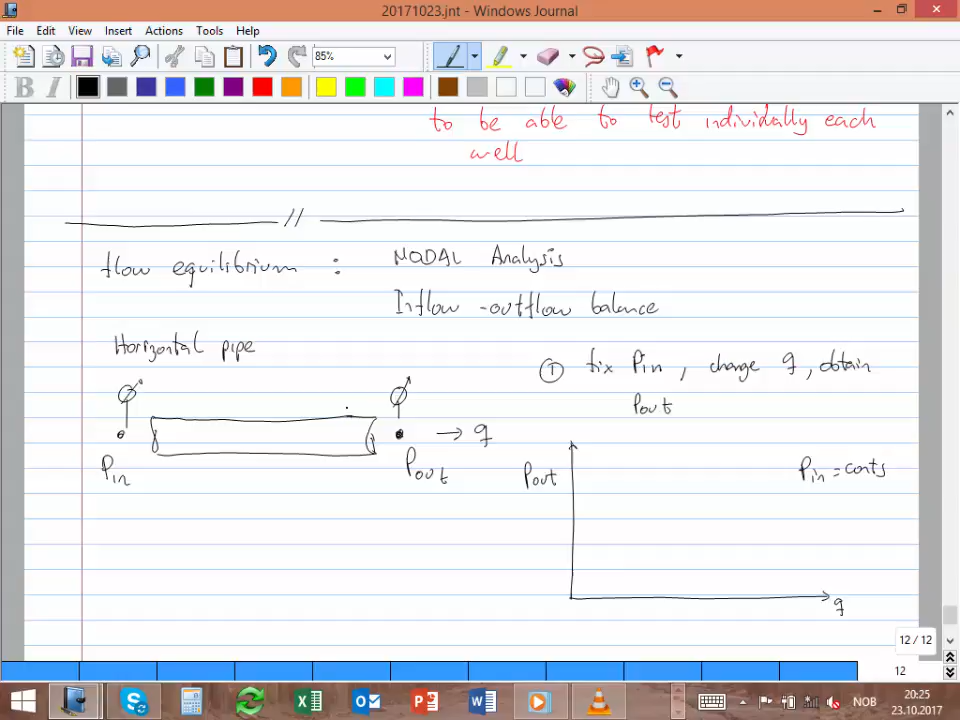 20171023.jnt - Windows Journal
File Edit View Insert Actions Tools Help
85%
B I
to be able to test individally each
well
flow equilibrium : NODAL Analysis
Inflow - outflow balance
Horizontal pipe
① fix Pin , change q , obtain
Pout
→ q
Pin
Pout
Pout
Pin = conts
q
12 / 12
12
NOB
20:25
23.10.2017